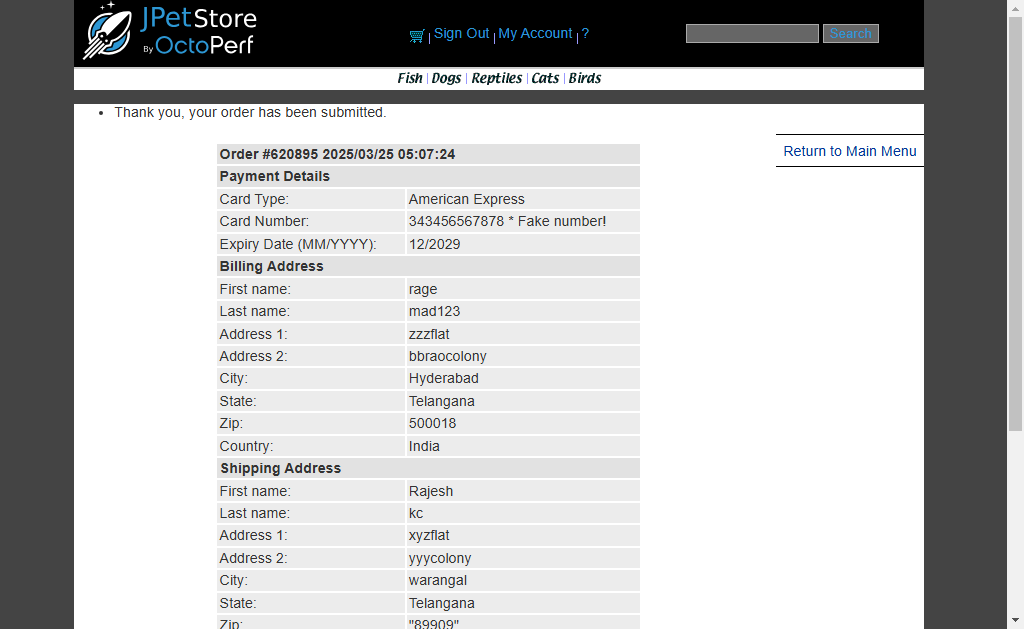 JPetStore
By OctoPerf
Sign Out | My Account | ?
Search
Fish | Dogs | Reptiles | Cats | Birds
• Thank you, your order has been submitted.
Return to Main Menu
Order #620895 2025/03/25 05:07:24
Payment Details
Card Type: American Express
Card Number: 343456567878 * Fake number!
Expiry Date (MM/YYYY): 12/2029
Billing Address
First name: rage
Last name: mad123
Address 1: zzzflat
Address 2: bbraocolony
City: Hyderabad
State: Telangana
Zip: 500018
Country: India
Shipping Address
First name: Rajesh
Last name: kc
Address 1: xyzflat
Address 2: yyycolony
City: warangal
State: Telangana
Zip: "89909"